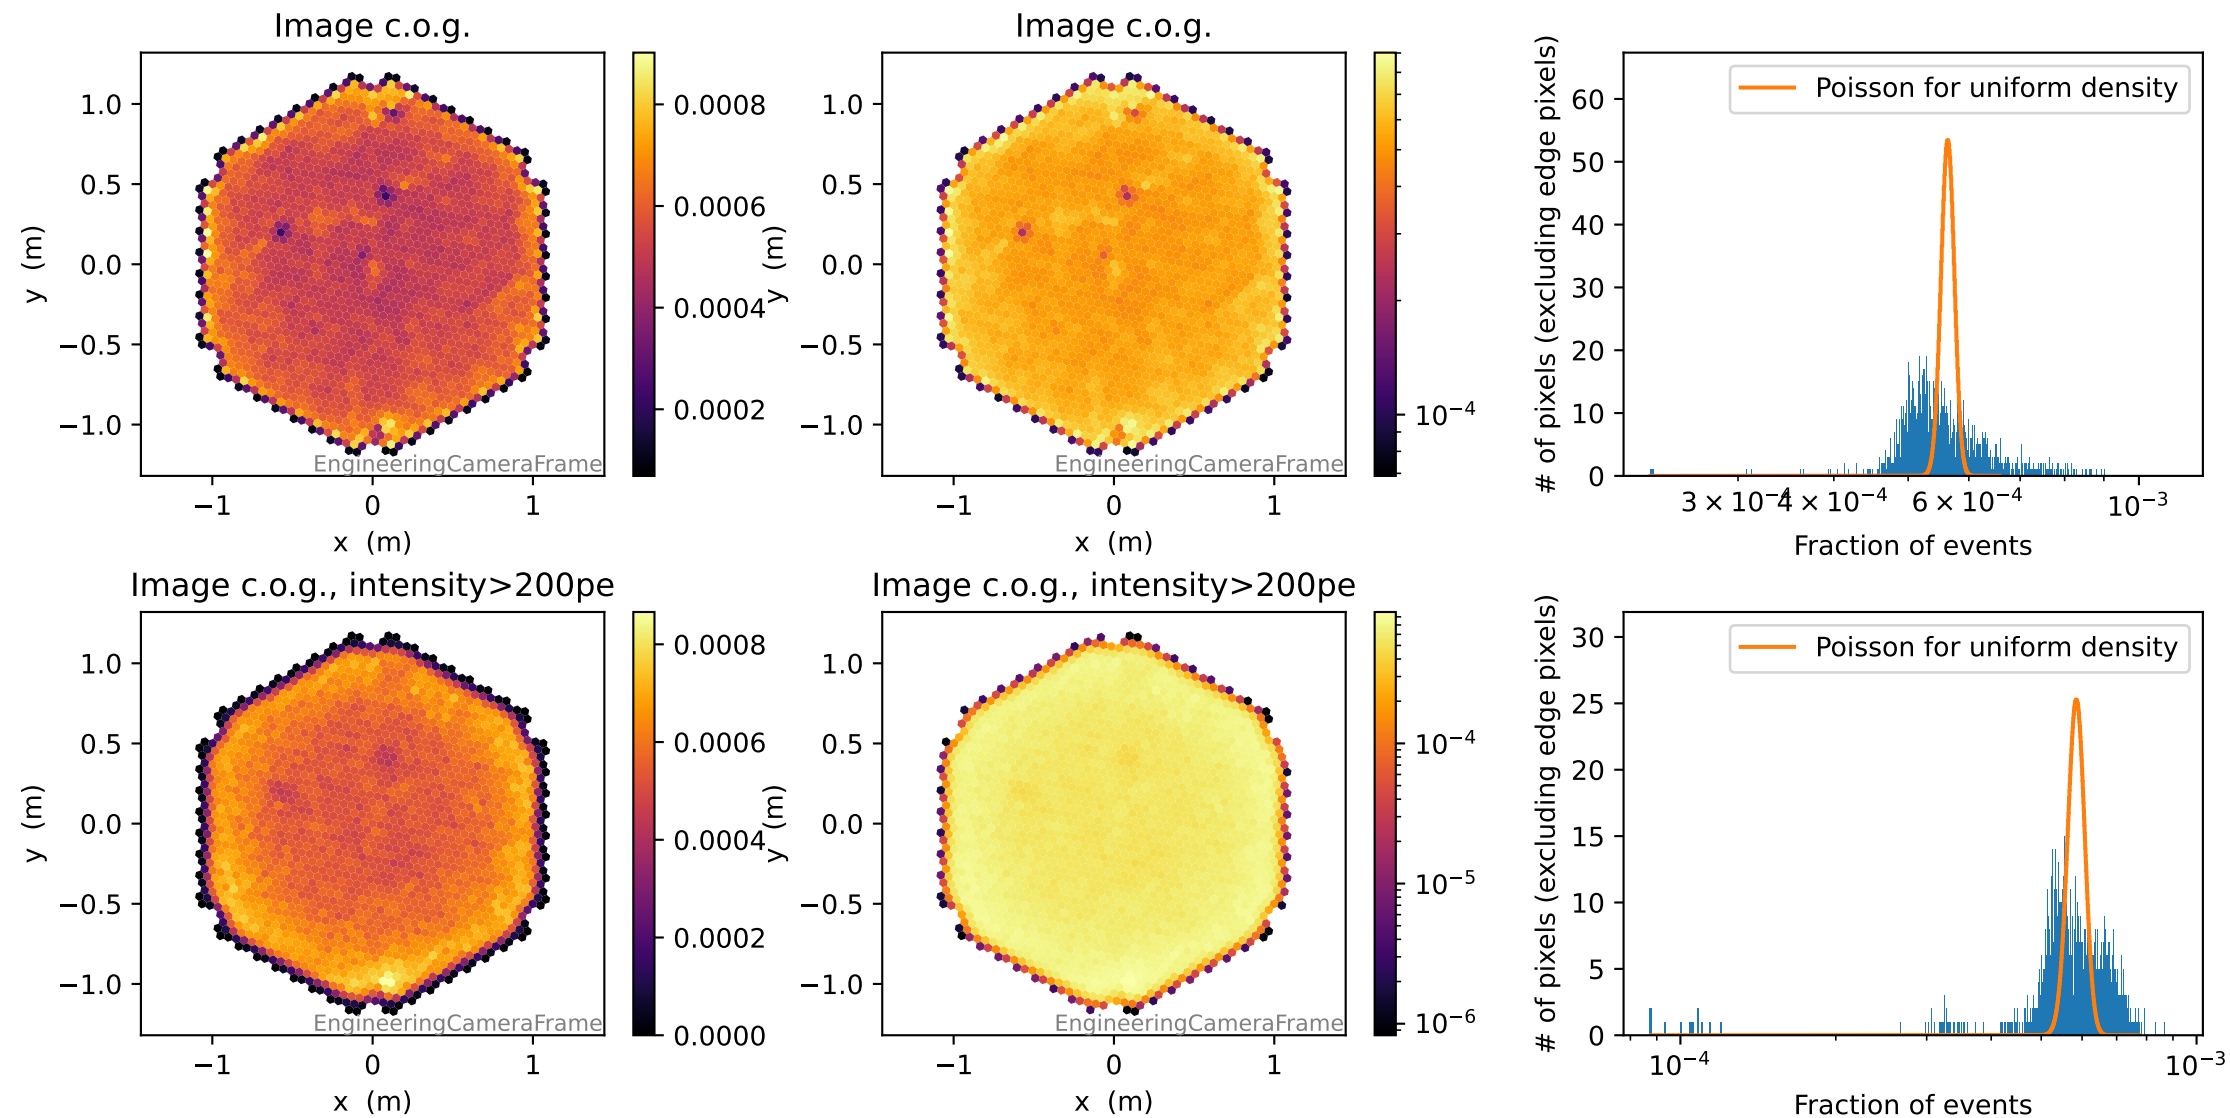 Image c.o.g.
1.0
0.5
0.0
−0.5
−1.0
y (m)
−1
0
1
x (m)
EngineeringCameraFrame
0.0008
0.0006
0.0004
0.0002
Image c.o.g.
1.0
0.5
0.0
−0.5
−1.0
y (m)
−1
0
1
x (m)
EngineeringCameraFrame
10⁻⁴
Poisson for uniform density
60
50
40
30
20
10
0
# of pixels (excluding edge pixels)
3 × 10⁻⁴
4 × 10⁻⁴
6 × 10⁻⁴
10⁻³
Fraction of events
Image c.o.g., intensity>200pe
1.0
0.5
0.0
−0.5
−1.0
y (m)
−1
0
1
x (m)
EngineeringCameraFrame
0.0008
0.0006
0.0004
0.0002
0.0000
Image c.o.g., intensity>200pe
1.0
0.5
0.0
−0.5
−1.0
y (m)
−1
0
1
x (m)
EngineeringCameraFrame
10⁻⁴
10⁻⁵
10⁻⁶
Poisson for uniform density
30
25
20
15
10
5
0
# of pixels (excluding edge pixels)
10⁻⁴
10⁻³
Fraction of events